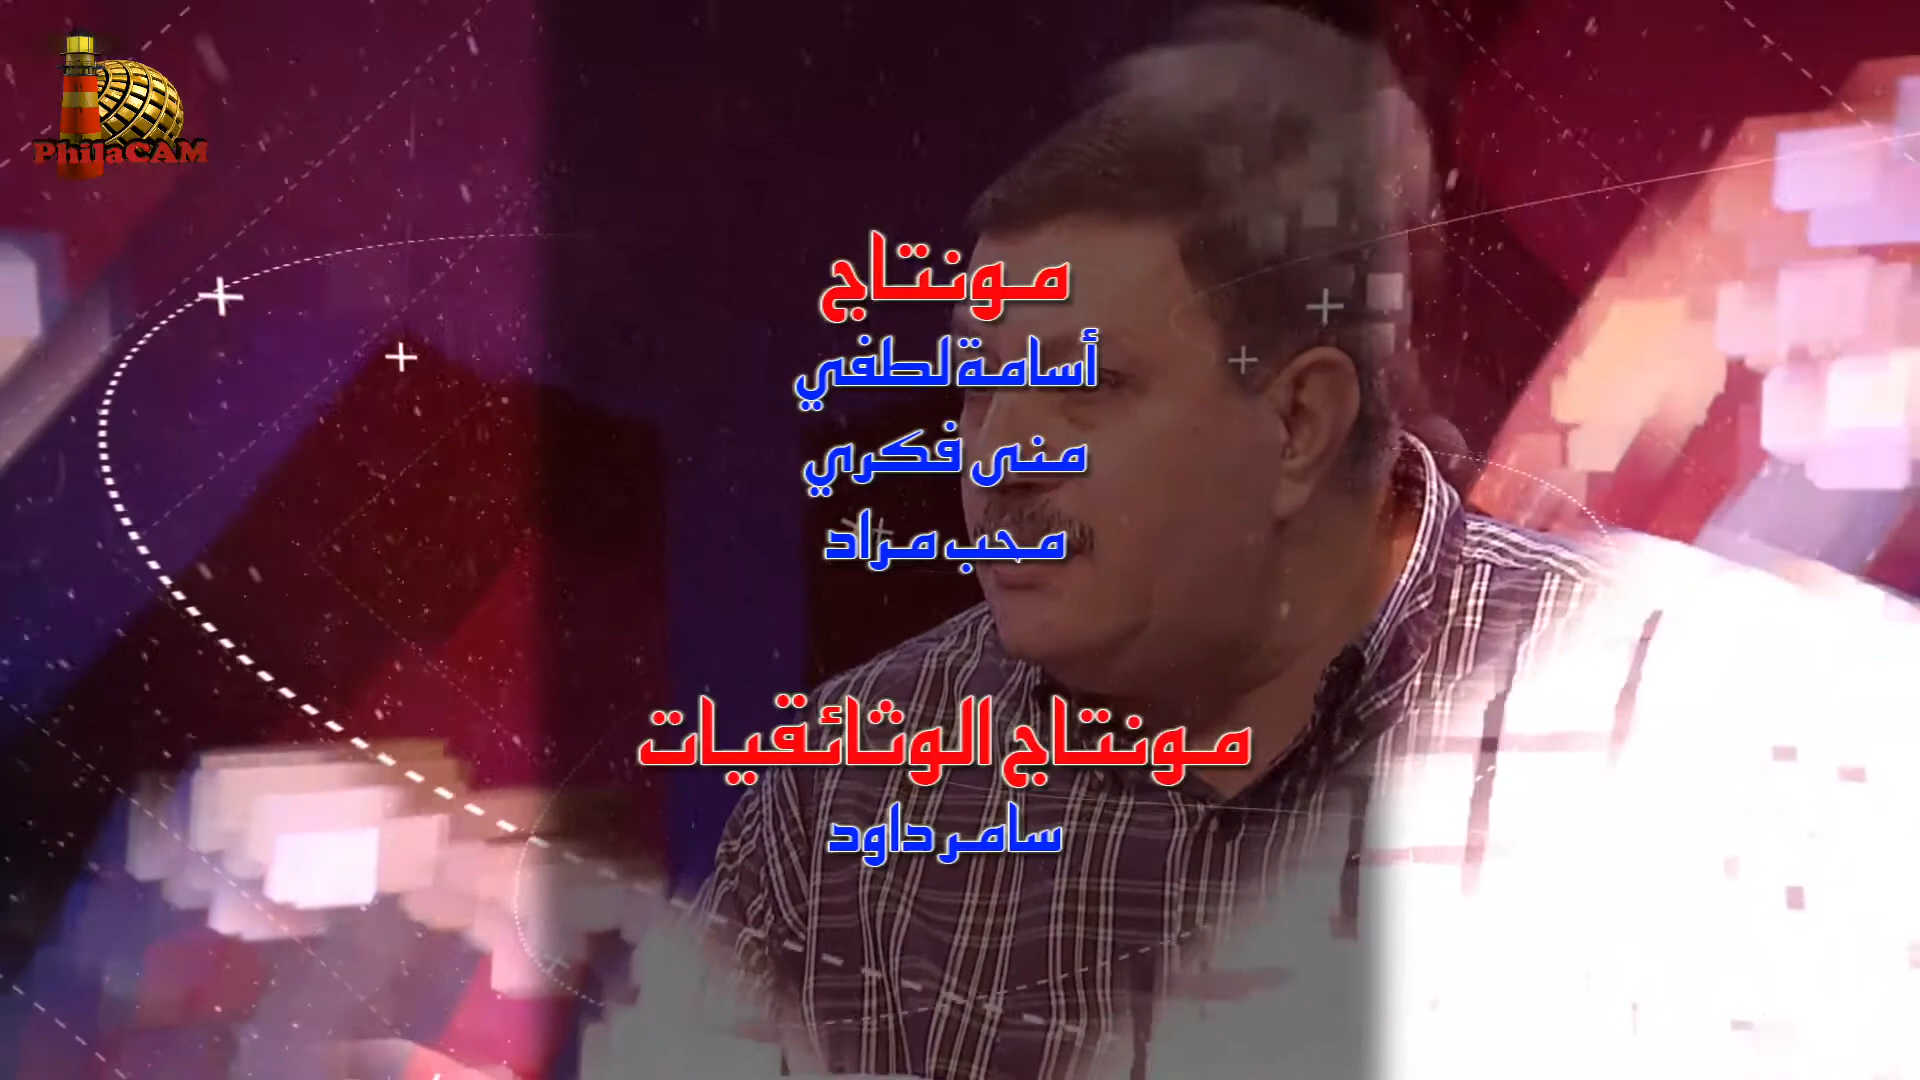 PhilaCAM
مونتاج
أسامة لطفي
منى فكري
محب مراد
مونتاج الوثائقيات
سامر داود